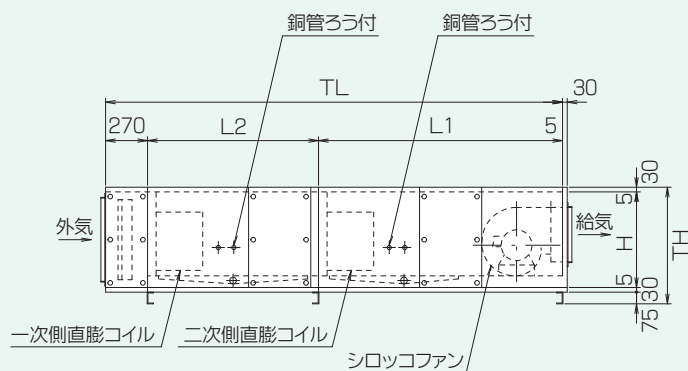 銅管ろう付
銅管ろう付
TL
30
270
L2
L1
5
30
5
H
TH
5
30
75
外気
給気
一次側直膨コイル
二次側直膨コイル
シロッコファン